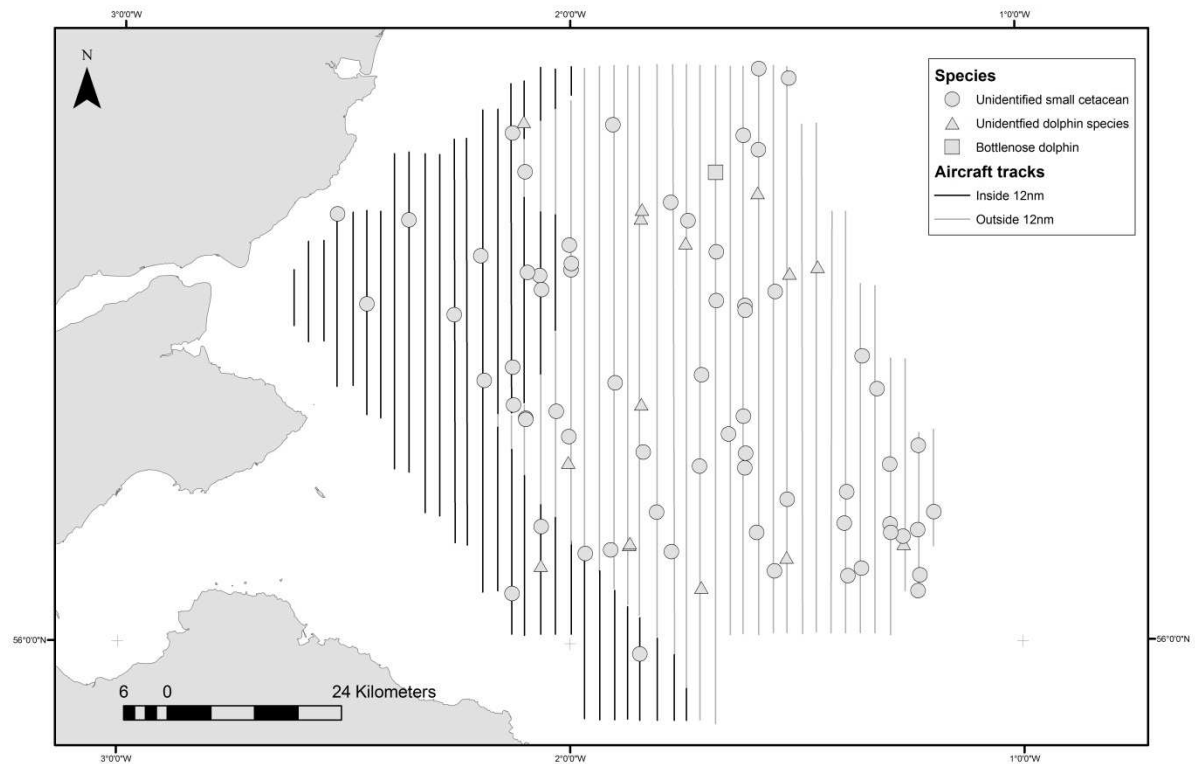 3°0'0"W 2°0'0"W 1°0'0"W
N
Species
Unidentified small cetacean
Unidentfied dolphin species
Bottlenose dolphin
Aircraft tracks
Inside 12nm
Outside 12nm
56°0'0"N 56°0'0"N
6 0 24 Kilometers
3°0'0"W 2°0'0"W 1°0'0"W